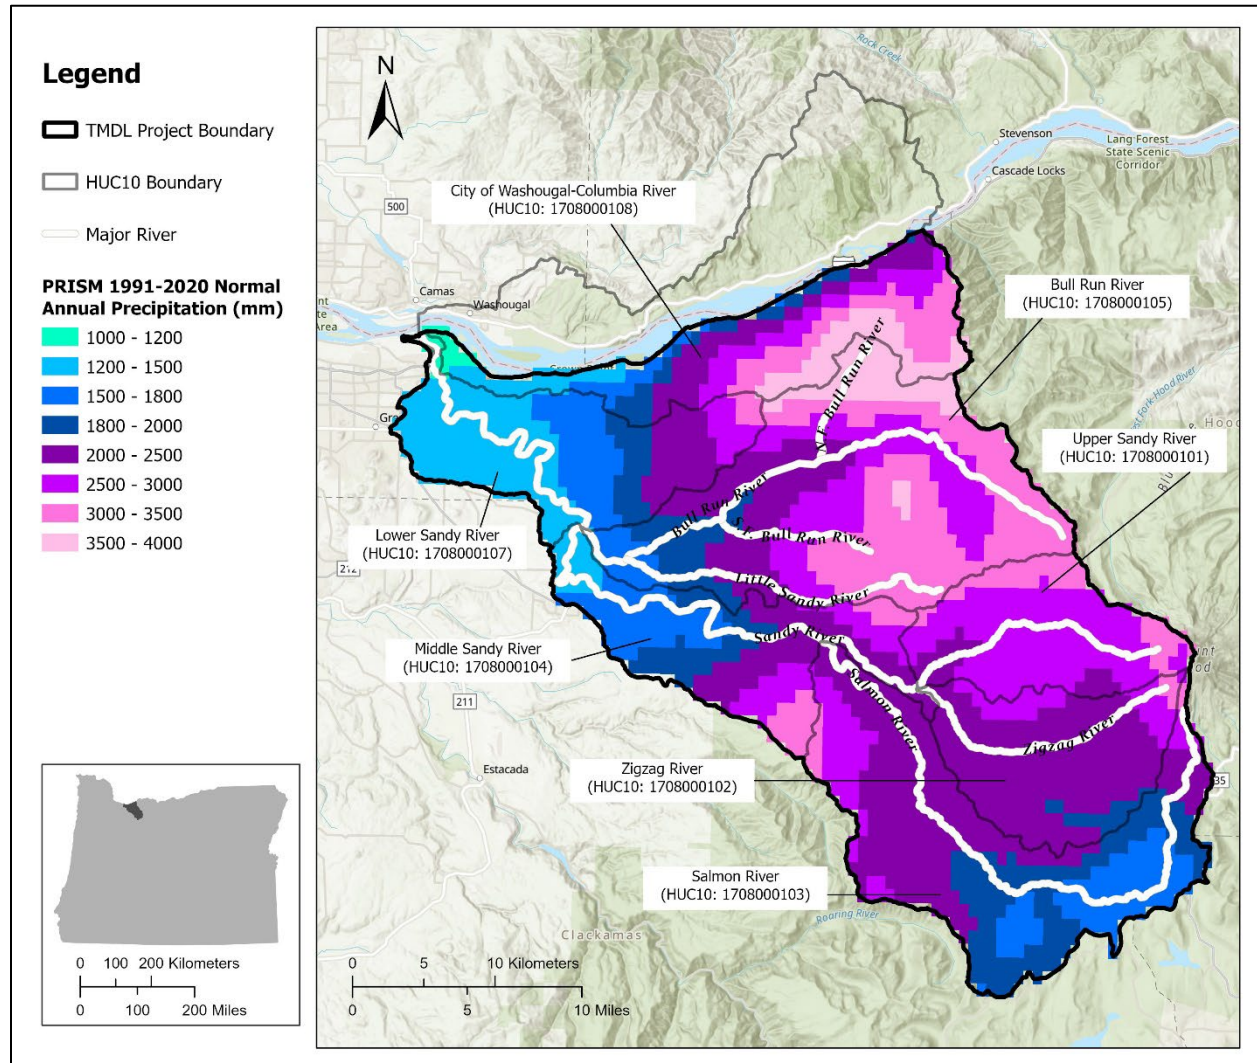 Legend
TMDL Project Boundary
HUC10 Boundary
Major River
PRISM 1991-2020 Normal
Annual Precipitation (mm)
1000 - 1200
1200 - 1500
1500 - 1800
1800 - 2000
2000 - 2500
2500 - 3000
3000 - 3500
3500 - 4000
0 100 200 Kilometers
0 100 200 Miles
N
Rock Creek
Stevenson
Lang Forest
State Scenic
Corridor
Cascade Locks
City of Washougal-Columbia River
(HUC10: 1708000108)
500
Camas
Washougal
Area
Bull Run River
(HUC10: 1708000105)
N.F. Bull Run River
Fork-Hood River
Hood
Upper Sandy River
(HUC10: 1708000101)
Bull Run River
S.F. Bull Run River
Lower Sandy River
(HUC10: 1708000107)
212
Little Sandy River
Sandy River
Middle Sandy River
(HUC10: 1708000104)
Salmon River
Zigzag River
211
Estacada
Zigzag River
(HUC10: 1708000102)
35
Salmon River
(HUC10: 1708000103)
Roaring River
Clackamas
0 5 10 Kilometers
0 5 10 Miles